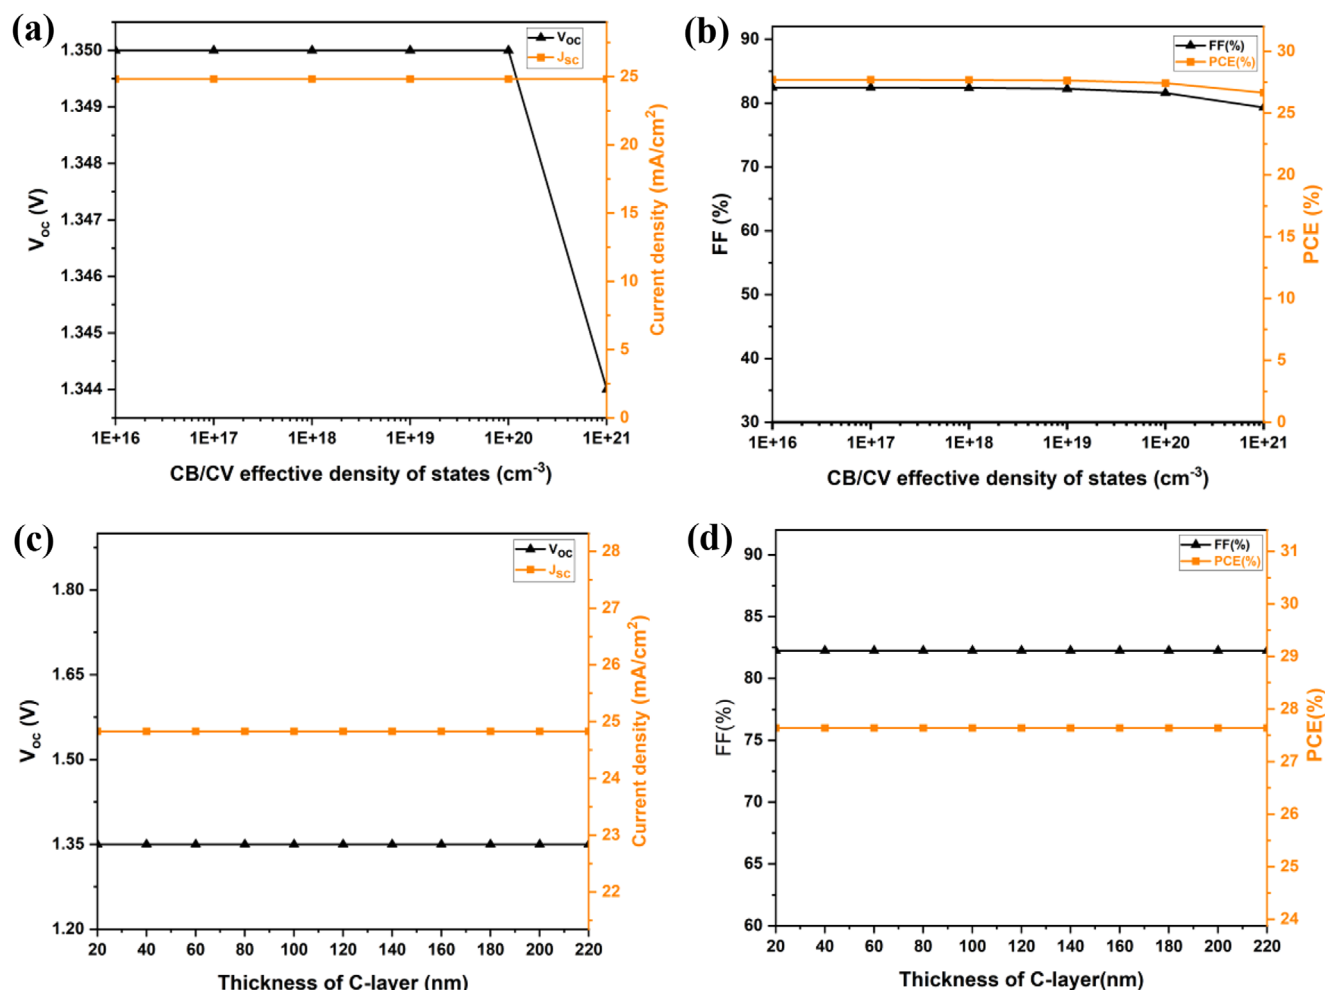 (a)
V_oc
J_sc
1.350
1.349
1.348
1.347
1.346
1.345
1.344
V_oc (V)
25
20
15
10
5
0
Current density (mA/cm²)
1E+16 1E+17 1E+18 1E+19 1E+20 1E+21
CB/CV effective density of states (cm⁻³)
(b)
FF(%)
PCE(%)
90
80
70
60
50
40
30
FF (%)
30
25
20
15
10
5
0
PCE (%)
1E+16 1E+17 1E+18 1E+19 1E+20 1E+21
CB/CV effective density of states (cm⁻³)
(c)
V_OC
J_SC
1.80
1.65
1.50
1.35
1.20
V_oc (V)
28
27
26
25
24
23
22
Current density (mA/cm²)
20 40 60 80 100 120 140 160 180 200 220
Thickness of C-layer (nm)
(d)
FF(%)
PCE(%)
90
85
80
75
70
65
60
FF(%)
31
30
29
28
27
26
25
24
PCE(%)
20 40 60 80 100 120 140 160 180 200 220
Thickness of C-layer(nm)